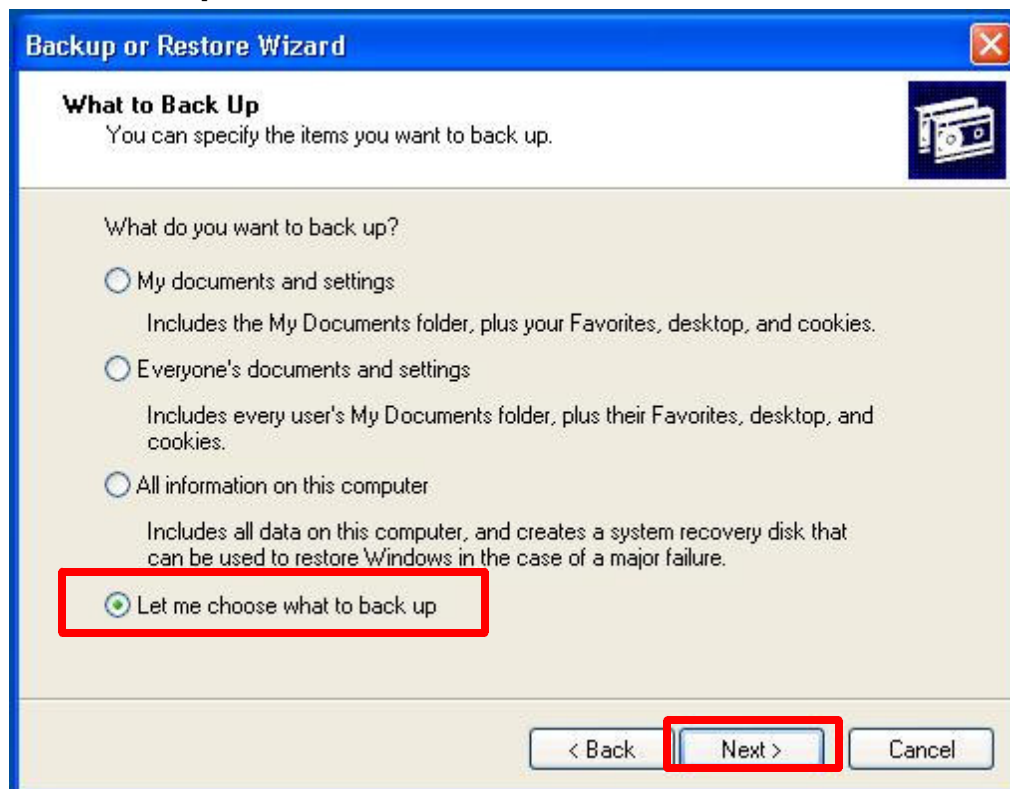 Backup or Restore Wizard
What to Back Up
You can specify the items you want to back up.
What do you want to back up?
My documents and settings
Includes the My Documents folder, plus your Favorites, desktop, and cookies.
Everyone's documents and settings
Includes every user's My Documents folder, plus their Favorites, desktop, and
cookies.
All information on this computer
Includes all data on this computer, and creates a system recovery disk that
can be used to restore Windows in the case of a major failure.
Let me choose what to back up
< Back Next > Cancel